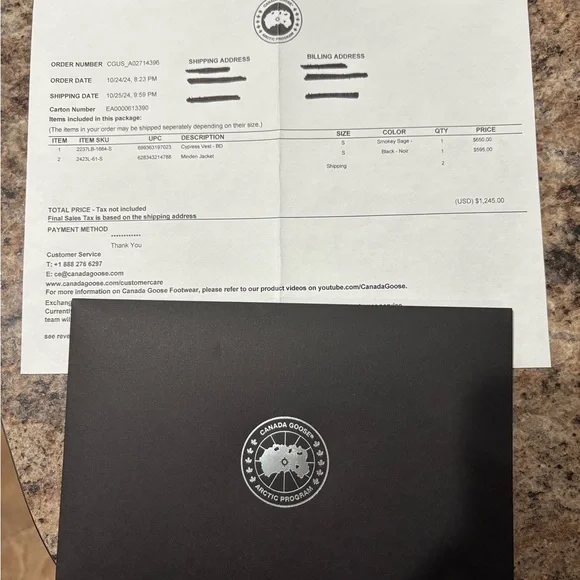 CANADA GOOSE
ARCTIC PROGRAM
ORDER NUMBER CGUS_A02714396 SHIPPING ADDRESS BILLING ADDRESS
ORDER DATE 10/24/24, 8:23 PM
SHIPPING DATE 10/25/24, 9:59 PM
Carton Number EA0000613390
Items included in this package:
(The items in your order may be shipped seperately depending on their size.)
ITEM ITEM SKU UPC DESCRIPTION SIZE COLOR QTY PRICE
1 2237LB-1664-S Cypress Vest - BD S Smokey Sage - 1 $650.00
2 2423L-61-S 628343214788 Minden Jacket S Black - Noir 1 $595.00
Shipping 2
(USD) $1,245.00
TOTAL PRICE - Tax not included
Final Sales Tax is based on the shipping address
PAYMENT METHOD ************
Thank You
Customer Service
T: +1 888 276 6297
E: ce@canadagoose.com
www.canadagoose.com/customercare
For more information on Canada Goose Footwear, please refer to our product videos on youtube.com/CanadaGoose.
Currentl
team will
see reve
CANADA GOOSE®
ARCTIC PROGRAM